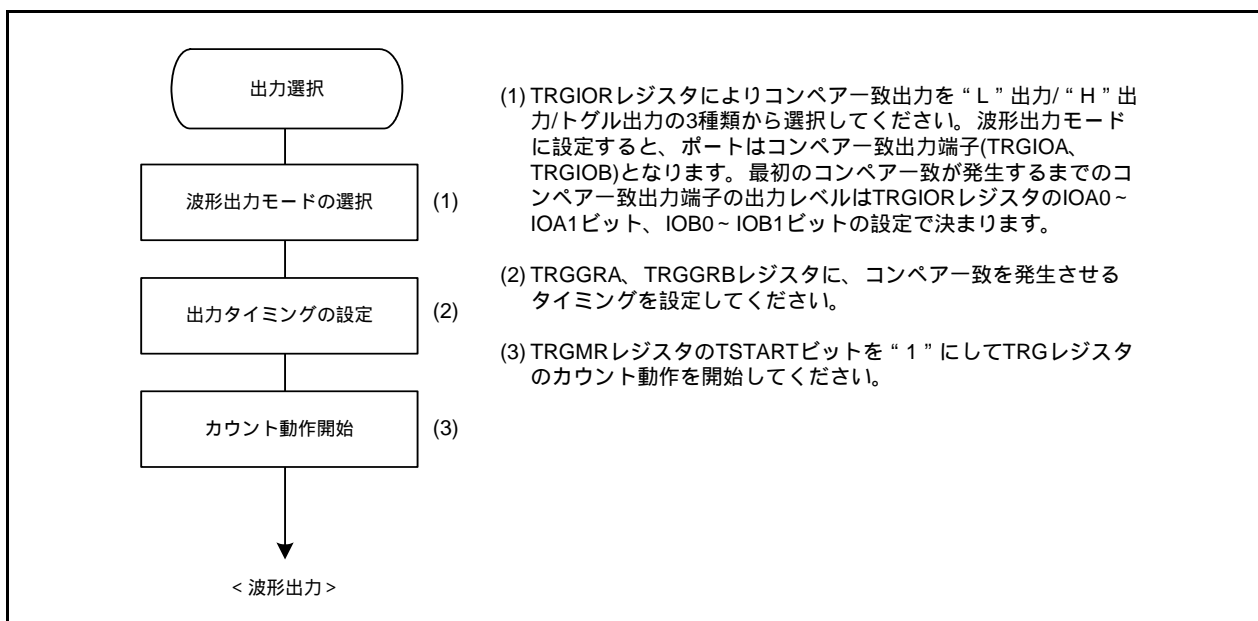 出力選択
波形出力モードの選択
(1)
出力タイミングの設定
(2)
カウント動作開始
(3)
< 波形出力 >
(1) TRGIORレジスタによりコンペア一致出力を “ L ” 出力/ “ H ” 出
力/トグル出力の3種類から選択してください。波形出力モード
に設定すると、ポートはコンペア一致出力端子(TRGIOA、
TRGIOB)となります。最初のコンペア一致が発生するまでのコ
ンペア一致出力端子の出力レベルはTRGIORレジスタのIOA0 ~
IOA1ビット、IOB0 ~ IOB1ビットの設定で決まります。
(2) TRGGRA、TRGGRBレジスタに、コンペア一致を発生させる
タイミングを設定してください。
(3) TRGMRレジスタのTSTARTビットを “ 1 ” にしてTRGレジスタ
のカウント動作を開始してください。